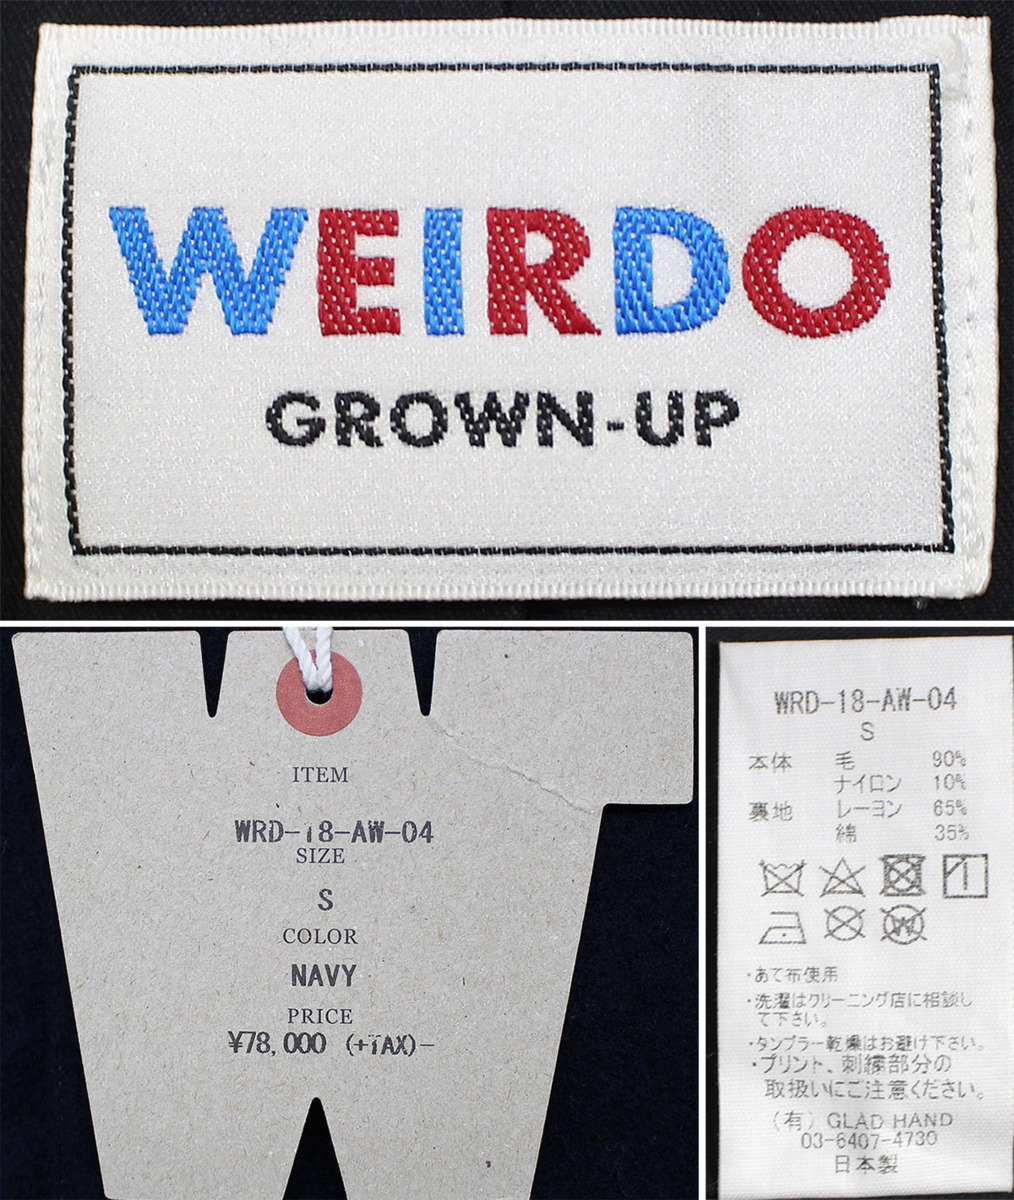 WEIRDO
GROWN-UP
ITEM
WRD-18-AW-04
SIZE
S
COLOR
NAVY
PRICE
¥78,000 (+TAX)-
WRD-18-AW-04
S
本体 毛 90%
ナイロン 10%
裏地 レーヨン 65%
綿 35%
・あて布使用
・洗濯はクリーニング店に相談し
て下さい。
・タンブラー乾燥はお避け下さい。
・プリント、刺繍部分の
取扱いにご注意ください。
(有) GLAD HAND
03-6407-4730
日本製